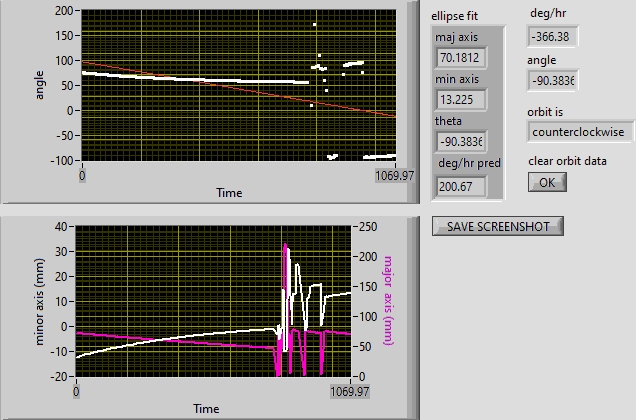 200
150
100
50
0
-50
-100
angle
0
1069.97
Time
ellipse fit
maj axis
70.1812
min axis
13.225
theta
-90.3836
deg/hr pred
200.67
deg/hr
-366.38
angle
-90.3836
orbit is
counterclockwise
clear orbit data
OK
SAVE SCREENSHOT
40
30
20
10
0
-10
-20
minor axis (mm)
250
200
150
100
50
0
major axis (mm)
0
1069.97
Time